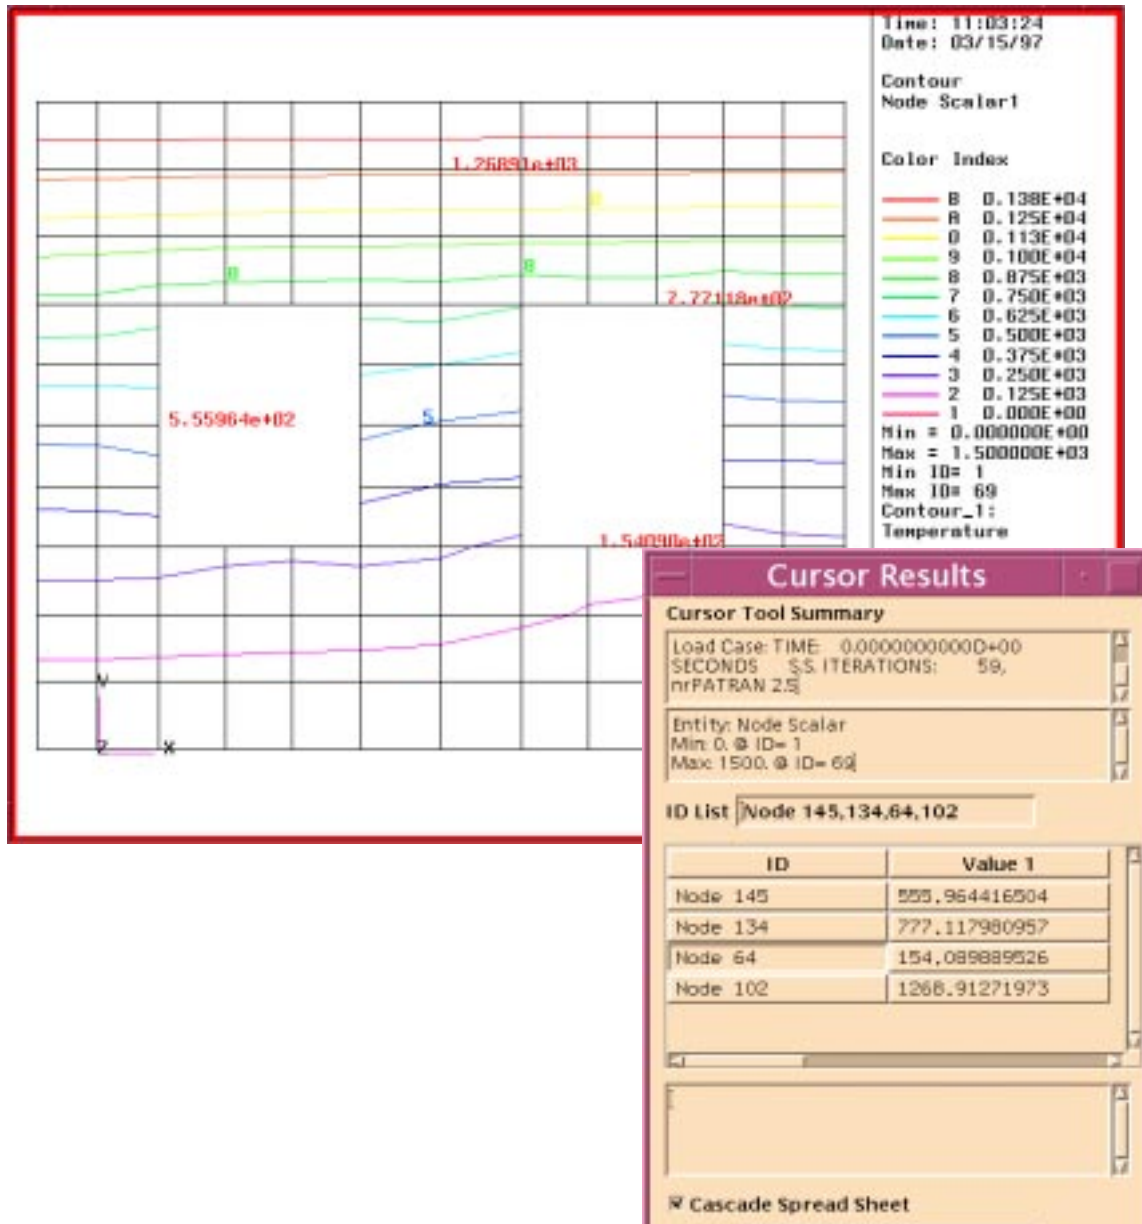 Time: 11:03:24
Date: 03/15/97
Contour
Node Scalar1
Color Index
B 0.138E+04
A 0.125E+04
0 0.113E+04
9 0.100E+04
8 0.875E+03
7 0.750E+03
6 0.625E+03
5 0.500E+03
4 0.375E+03
3 0.250E+03
2 0.125E+03
1 0.000E+00
Min = 0.000000E+00
Max = 1.500000E+03
Min ID= 1
Max ID= 69
Contour_1:
Temperature
1.26891e+03
0
8
8
7.77118e+02
5.55964e+02
5
1.54090e+02
Y
Z X
Cursor Results
Cursor Tool Summary
Load Case: TIME: 0.0000000000D+00
SECONDS S.S. ITERATIONS: 59,
nrPATRAN 2.5
Entity: Node Scalar
Min: 0. @ ID= 1
Max: 1500. @ ID= 69
ID List Node 145,134,64,102
ID Value 1
Node 145 555.964416504
Node 134 777.117980957
Node 64 154.089889526
Node 102 1268.91271973
Cascade Spread Sheet